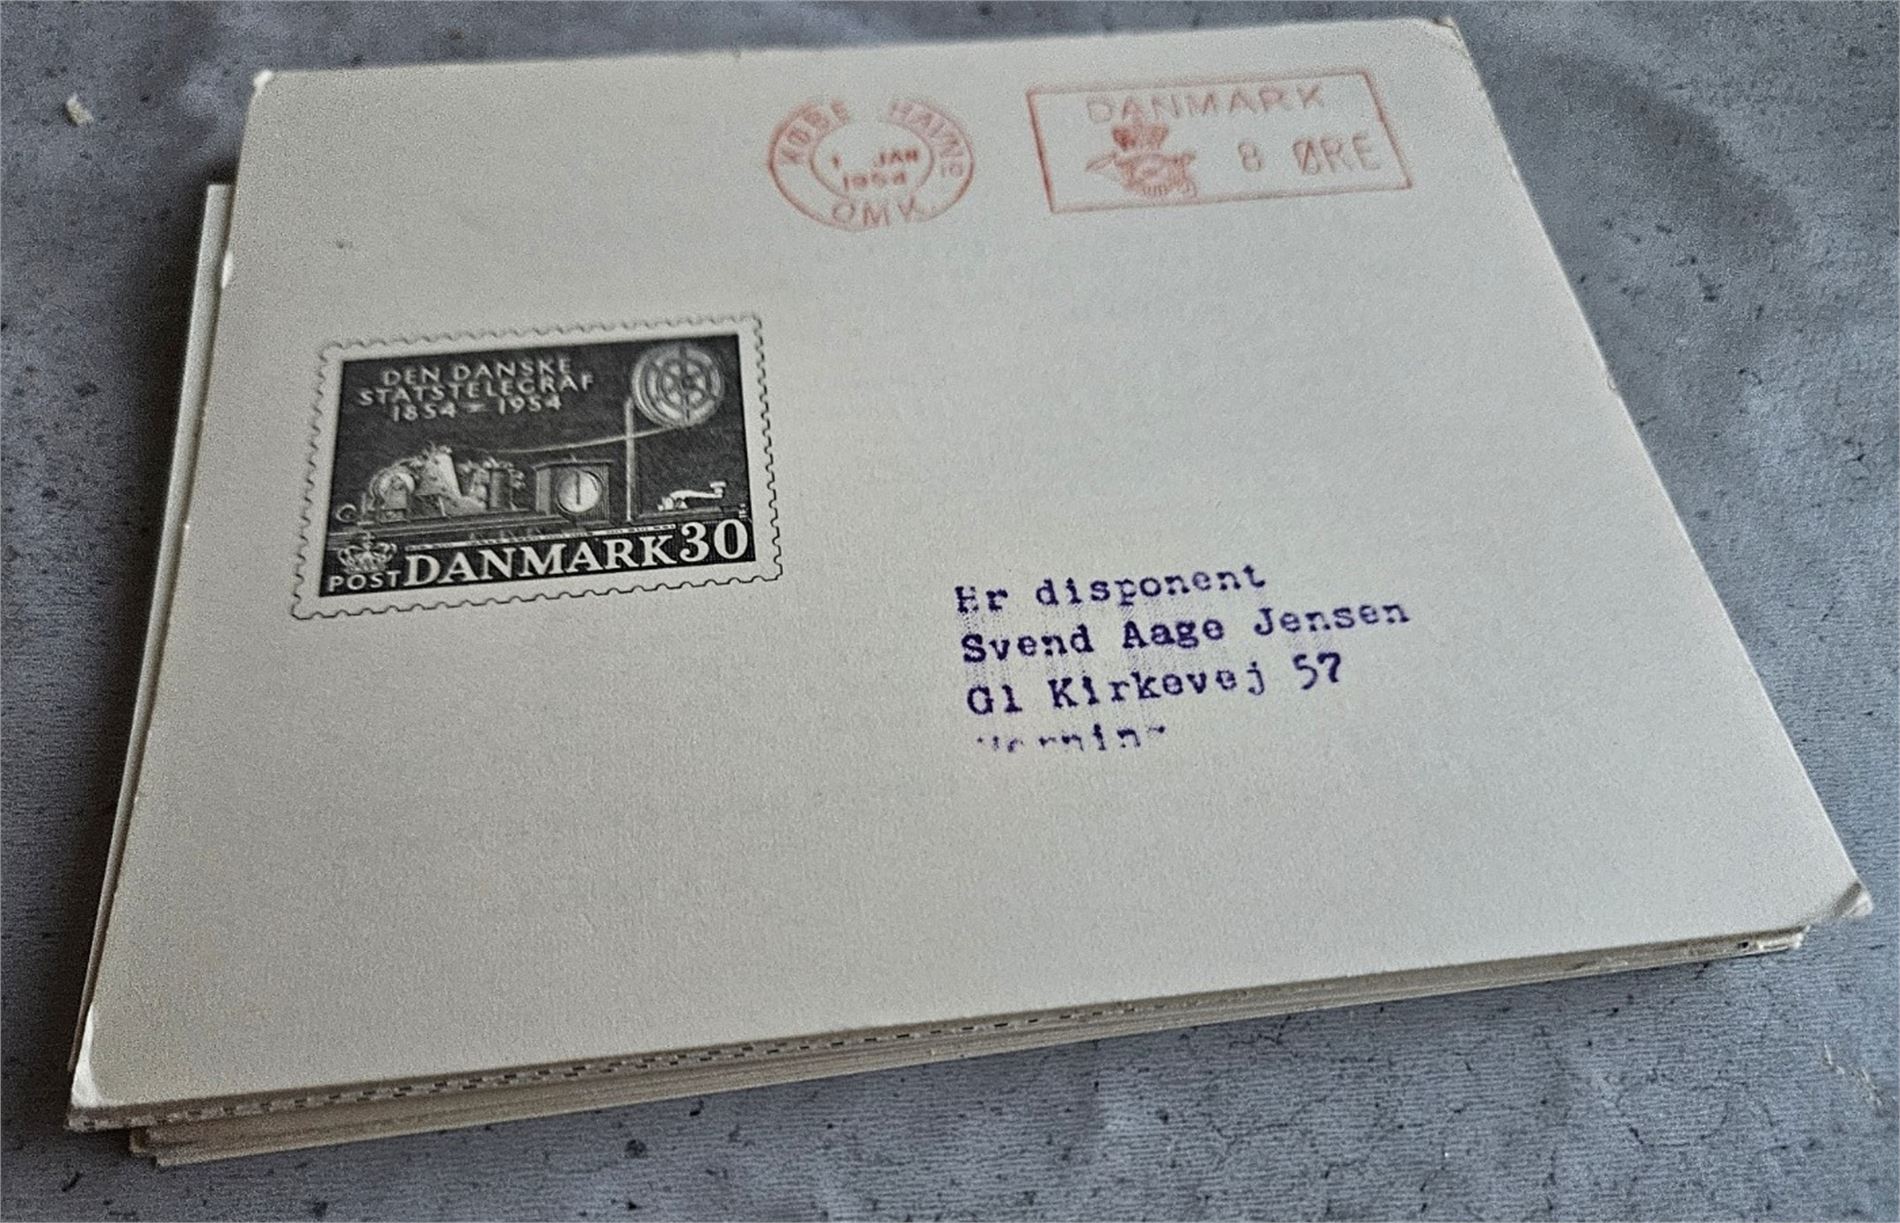 KØBENHAVN
1 JAN
1954
OMK.
DANMARK
8 ØRE
DEN DANSKE
STATSTELEGRAF
1854 – 1954
POST DANMARK 30
Hr disponent
Svend Aage Jensen
Gl Kirkevej 57